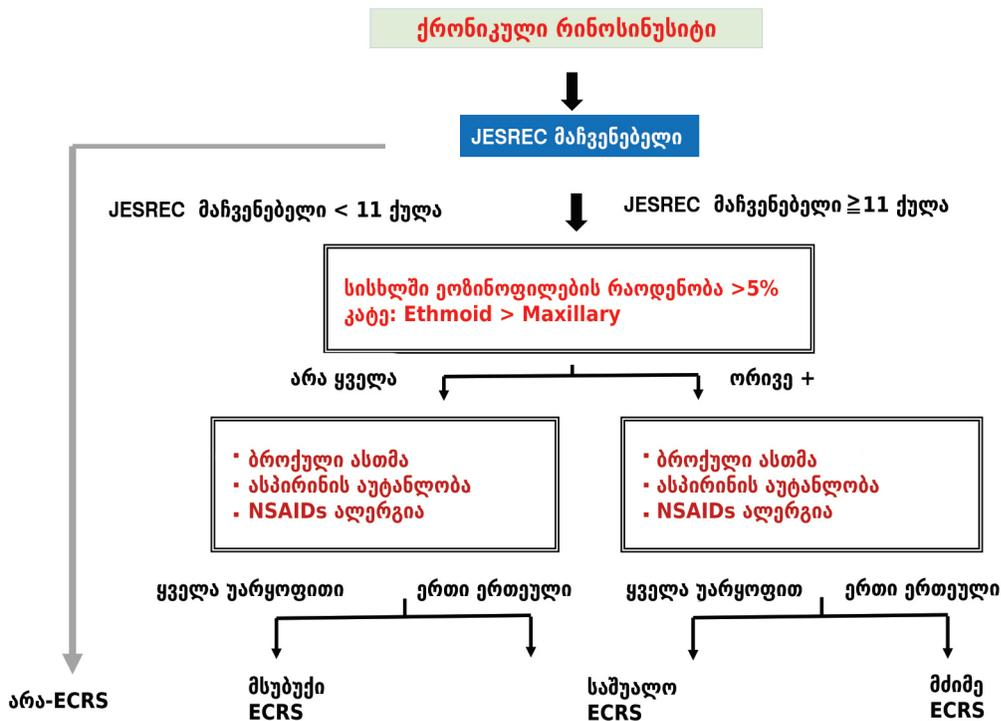 ქრონიკული რინოსინუსიტი
JESREC მაჩვენებელი
JESREC მაჩვენებელი < 11 ქულა
JESREC მაჩვენებელი ≧11 ქულა
სისხლში ეოზინოფილების რაოდენობა >5%
კატე: Ethmoid > Maxillary
არა ყველა
ორივე +
▪ ბროქული ასთმა
▪ ასპირინის აუტანლობა
▪ NSAIDs ალერგია
▪ ბროქული ასთმა
▪ ასპირინის აუტანლობა
▪ NSAIDs ალერგია
ყველა უარყოფითი
ერთი ერთეული
ყველა უარყოფით
ერთი ერთეული
არა-ECRS
მსუბუქი
ECRS
საშუალო
ECRS
მძიმე
ECRS